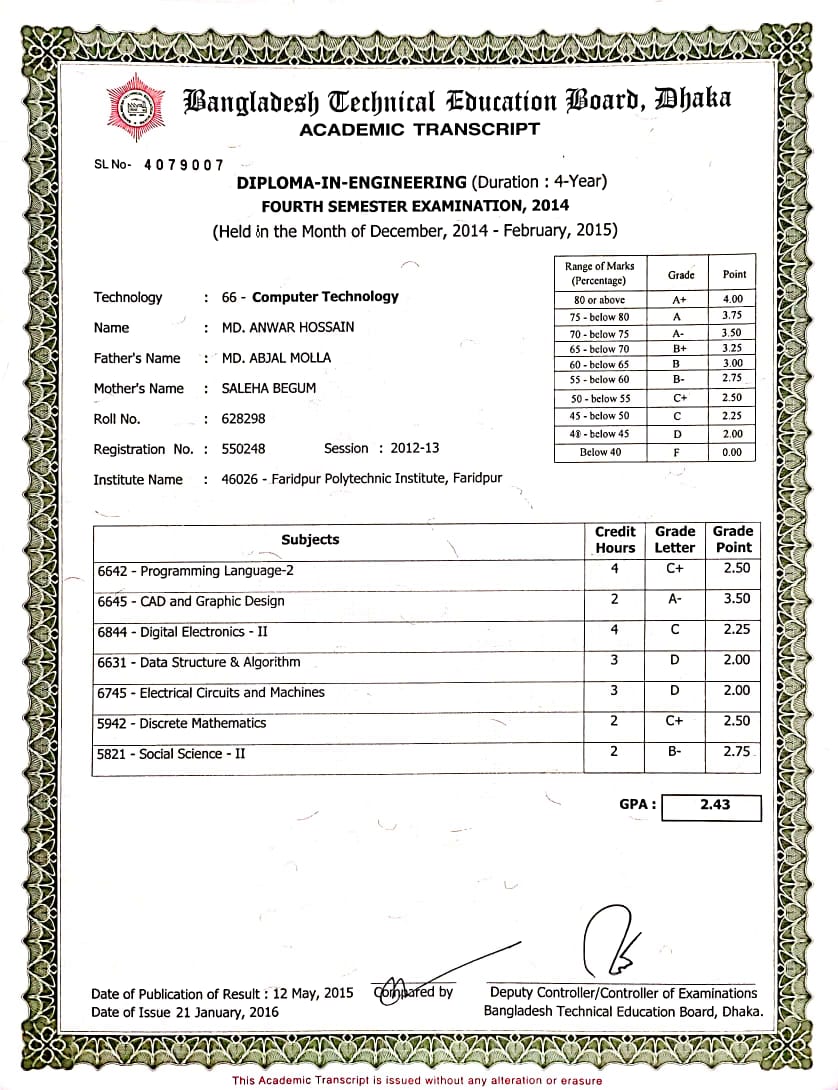 Bangladesh Technical Education Board, Dhaka
ACADEMIC TRANSCRIPT
SL No- 4079007
DIPLOMA-IN-ENGINEERING (Duration : 4-Year)
FOURTH SEMESTER EXAMINATION, 2014
(Held in the Month of December, 2014 - February, 2015)
Range of Marks (Percentage) Grade Point
80 or above A+ 4.00
75 - below 80 A 3.75
70 - below 75 A- 3.50
65 - below 70 B+ 3.25
60 - below 65 B 3.00
55 - below 60 B- 2.75
50 - below 55 C+ 2.50
45 - below 50 C 2.25
40 - below 45 D 2.00
Below 40 F 0.00
Technology : 66 - Computer Technology
Name : MD. ANWAR HOSSAIN
Father's Name : MD. ABJAL MOLLA
Mother's Name : SALEHA BEGUM
Roll No. : 628298
Registration No. : 550248 Session : 2012-13
Institute Name : 46026 - Faridpur Polytechnic Institute, Faridpur
Subjects Credit Hours Grade Letter Grade Point
6642 - Programming Language-2 4 C+ 2.50
6645 - CAD and Graphic Design 2 A- 3.50
6844 - Digital Electronics - II 4 C 2.25
6631 - Data Structure & Algorithm 3 D 2.00
6745 - Electrical Circuits and Machines 3 D 2.00
5942 - Discrete Mathematics 2 C+ 2.50
5821 - Social Science - II 2 B- 2.75
GPA : 2.43
Date of Publication of Result : 12 May, 2015 Compared by Deputy Controller/Controller of Examinations
Date of Issue 21 January, 2016 Bangladesh Technical Education Board, Dhaka.
This Academic Transcript is issued without any alteration or erasure